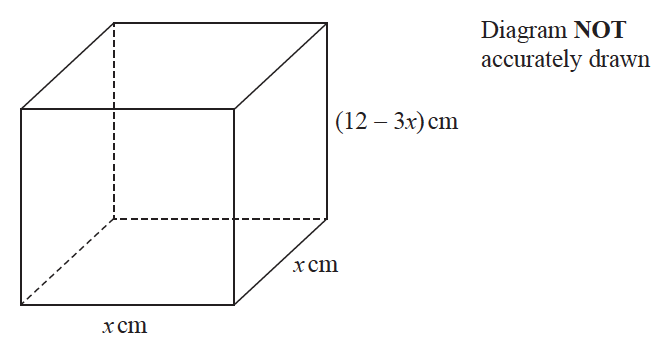 Diagram NOT
accurately drawn
(12 – 3x) cm
x cm
x cm